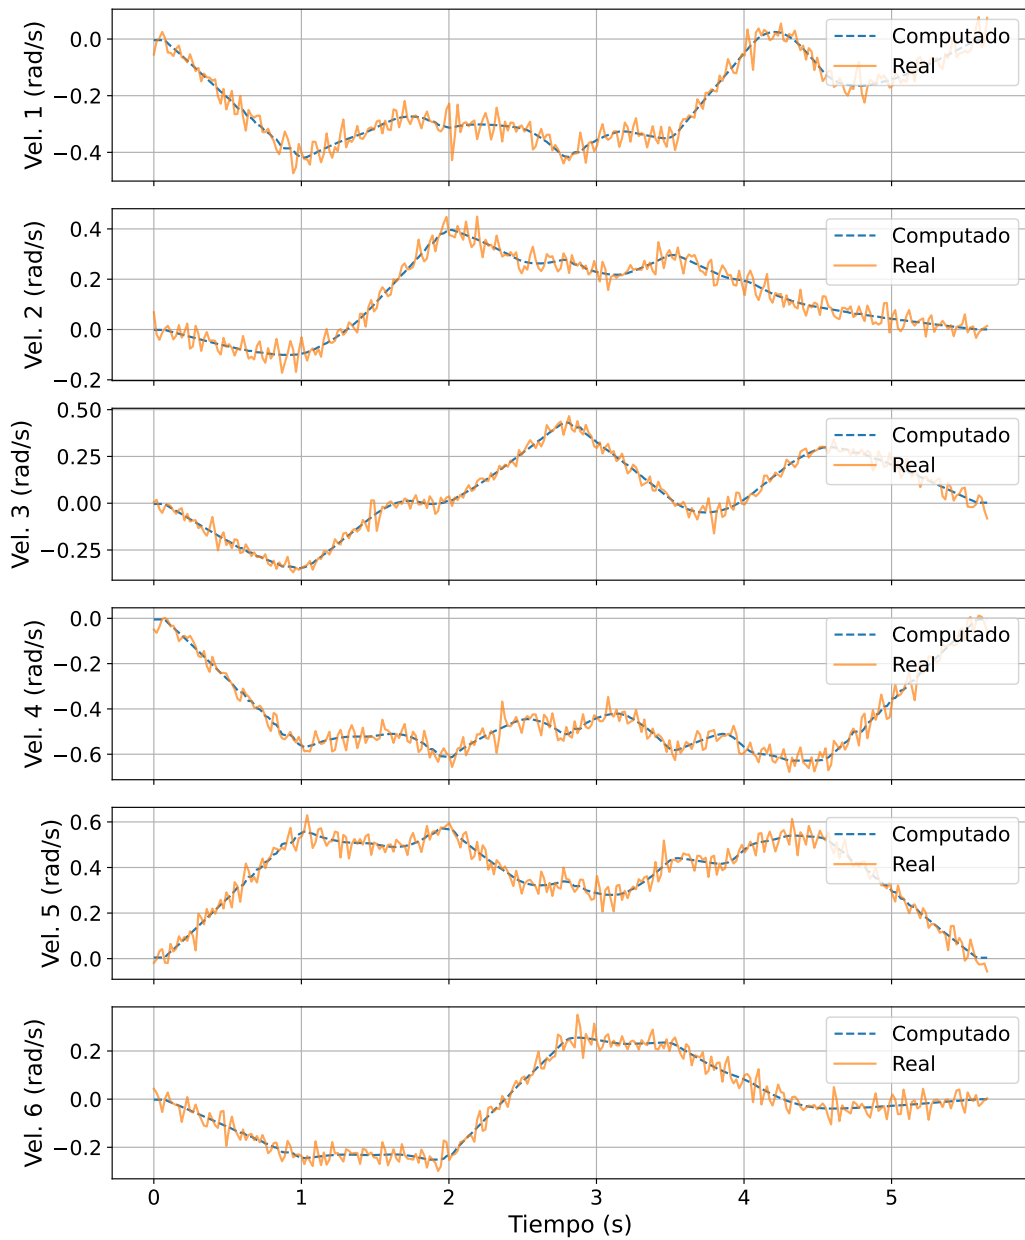 Vel. 1 (rad/s)
0.0
−0.2
−0.4
Computado
Real
Vel. 2 (rad/s)
0.4
0.2
0.0
−0.2
Computado
Real
Vel. 3 (rad/s)
0.50
0.25
0.00
−0.25
Computado
Real
Vel. 4 (rad/s)
0.0
−0.2
−0.4
−0.6
Computado
Real
Vel. 5 (rad/s)
0.6
0.4
0.2
0.0
Computado
Real
Vel. 6 (rad/s)
0.2
0.0
−0.2
Computado
Real
0 1 2 3 4 5
Tiempo (s)